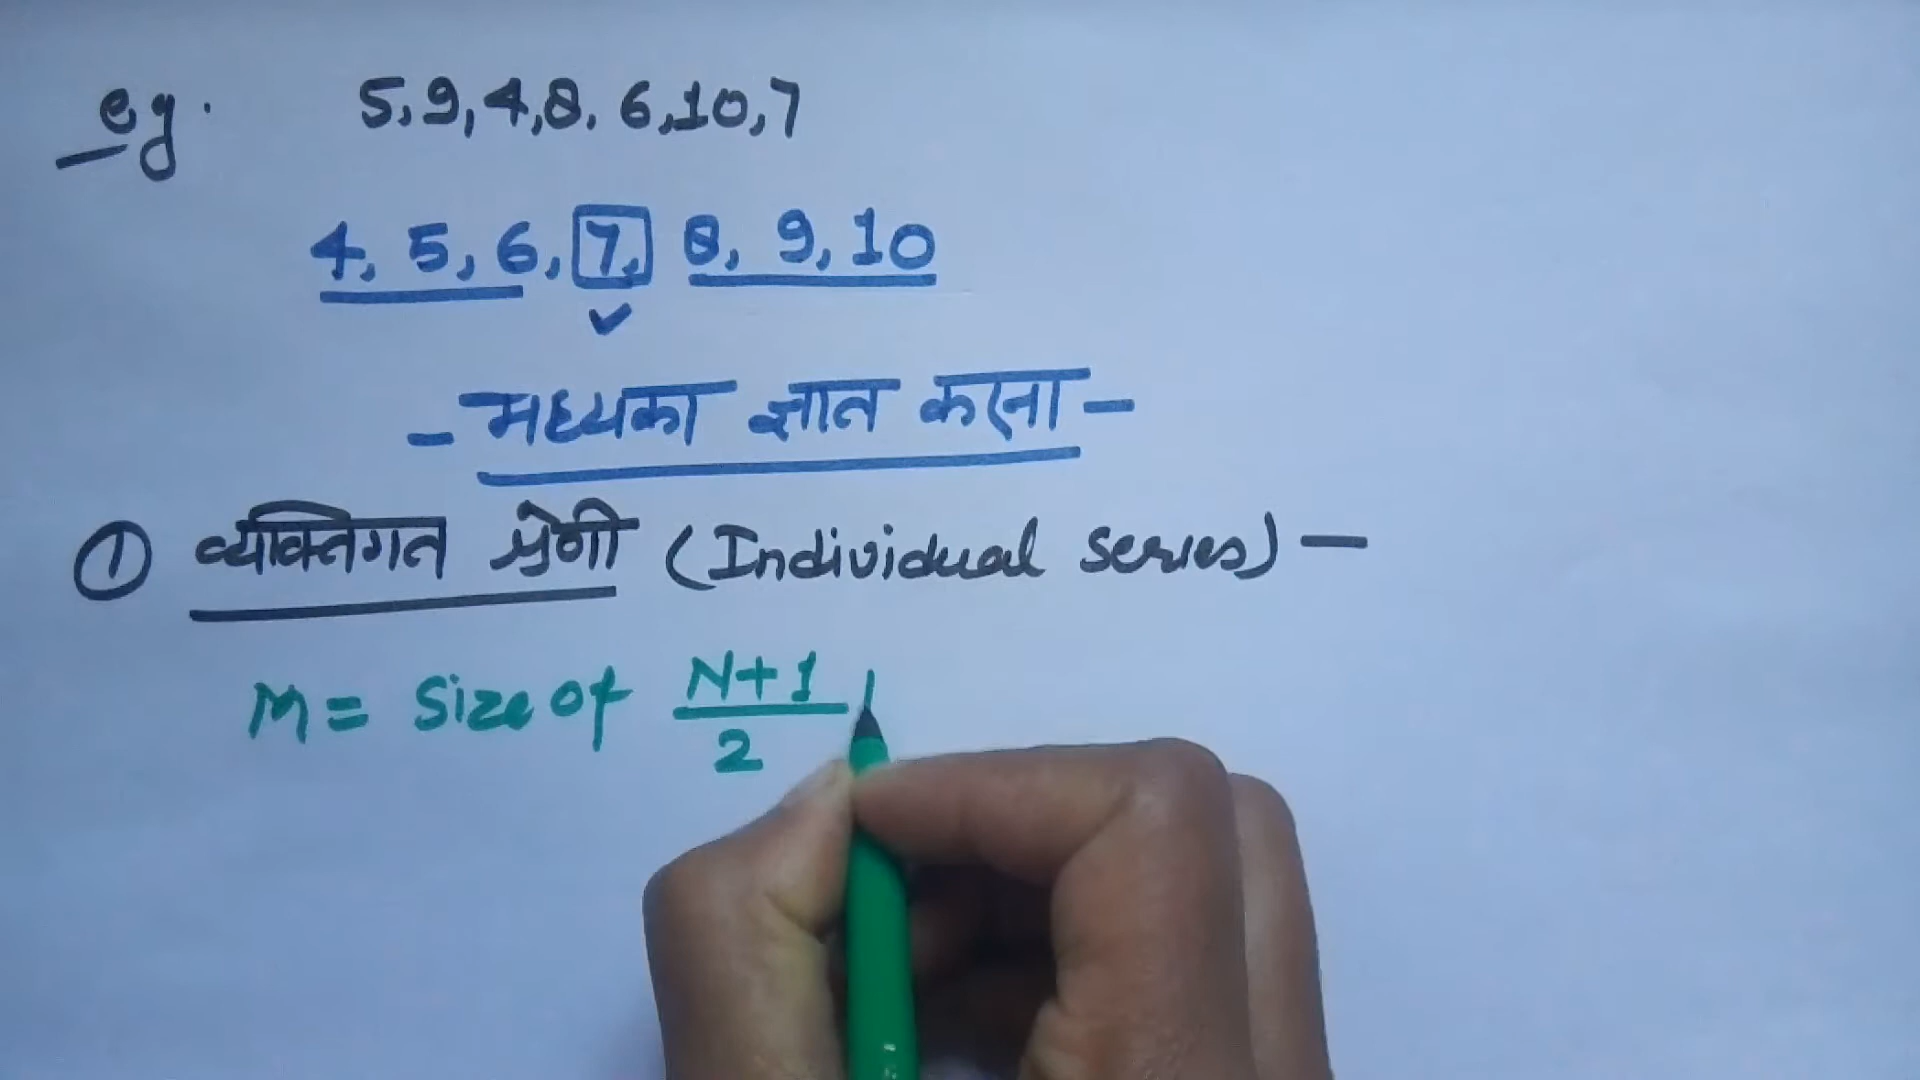 eg. 5, 9, 4, 8, 6, 10, 7
4, 5, 6, 7, 8, 9, 10
- मध्यका ज्ञात करना -
① व्यक्तिगत श्रेणी (Individual series) —
M = Size of N+1/2